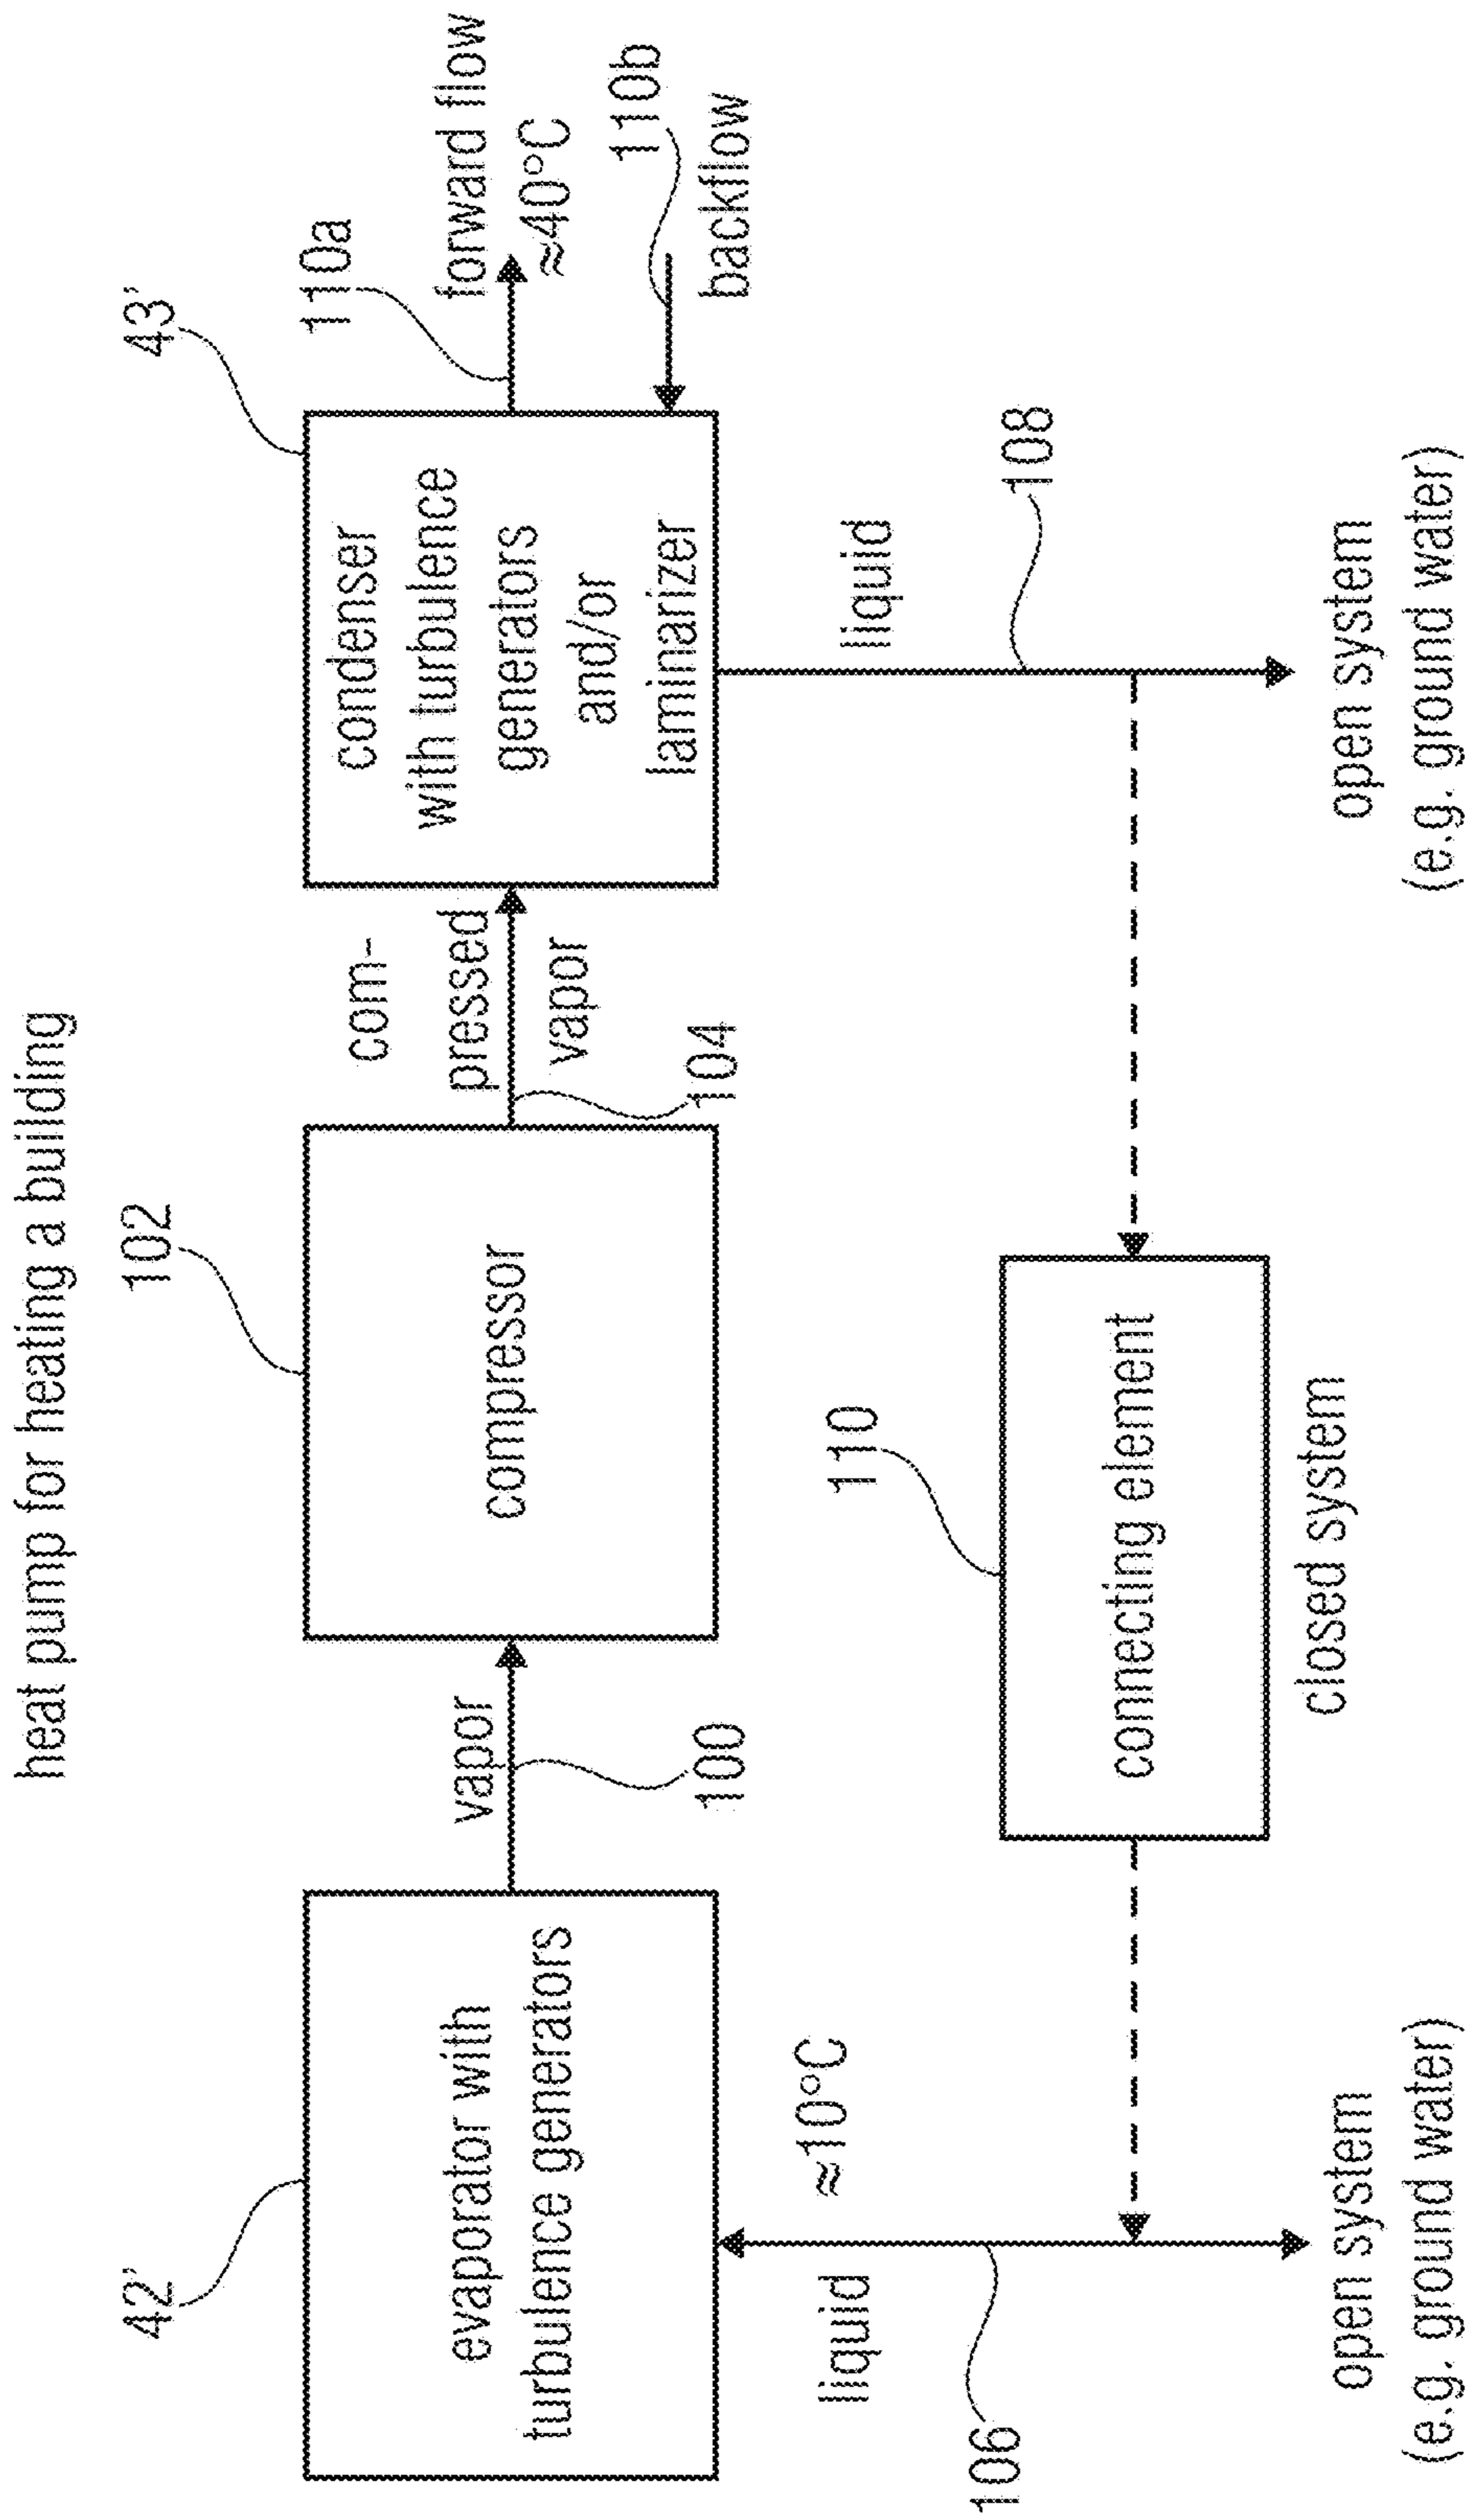 heat pump for heating a building
42'
102
43'
110a
evaporator with
turbulence generators
vapor
100
compressor
com-
pressed
vapor
104
condenser
with turbulence
generators
and/or
laminarizer
forward flow
≈40°C
110b
backflow
liquid
≈10°C
106
110
connecting element
closed system
liquid
108
open system
(e.g. ground water)
open system
(e.g. ground water)